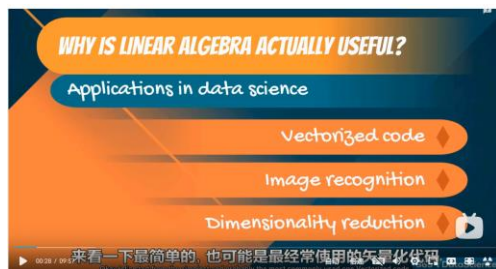 WHY IS LINEAR ALGEBRA ACTUALLY USEFUL?
Applications in data science
Vectorized code
Image recognition
Dimensionality reduction
来看一下最简单的, 也可能是最经常使用的矢量化代码
00:28